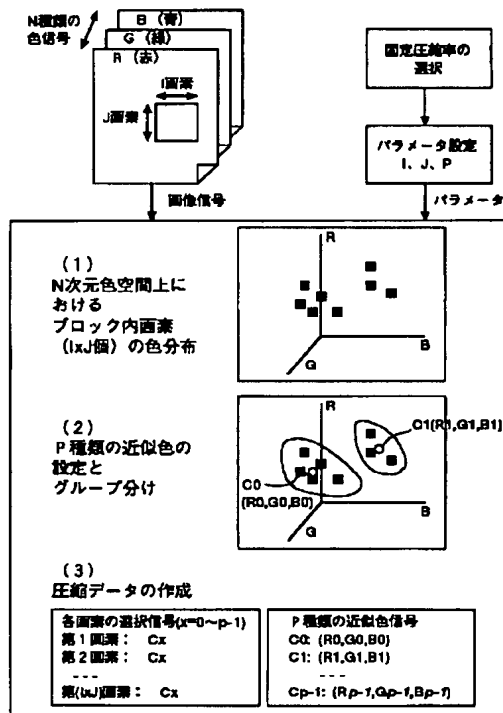 N種類の
色信号
B （青）
G （緑）
R （赤）
I画素
J画素
画像信号
固定圧縮率の
選択
パラメータ設定
I、J、P
パラメータ
（1）
N次元色空間上に
おける
ブロック内画素
（IxJ個）の色分布
R
G
B
（2）
P種類の近似色の
設定と
グループ分け
R
C1(R1,G1,B1)
C0
(R0,G0,B0)
G
B
（3）
圧縮データの作成
各画素の選択信号(x=0～p-1)
第1画素： Cx
第2画素： Cx
---
第(IxJ)画素： Cx
P種類の近似色信号
C0: (R0,G0,B0)
C1: (R1,G1,B1)
---
Cp-1: (Rp-1,Gp-1,Bp-1)